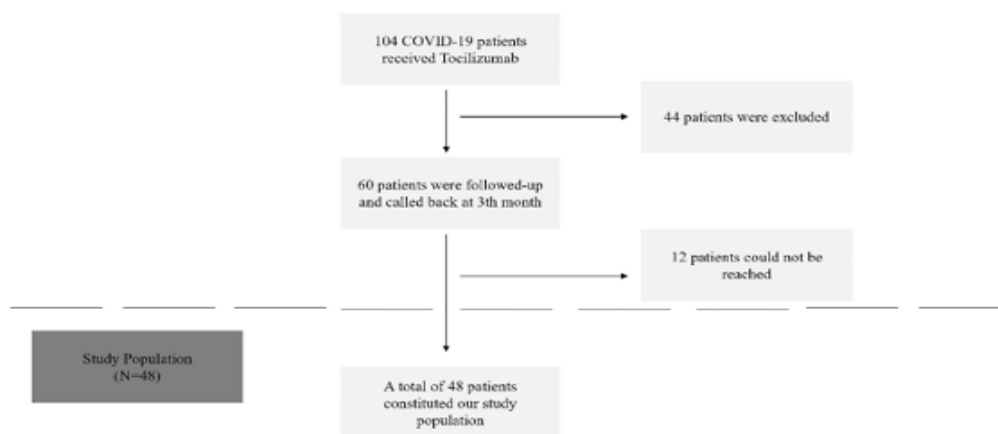 104 COVID-19 patients
received Tocilizumab
44 patients were excluded
60 patients were followed-up
and called back at 3th month
12 patients could not be
reached
Study Population
(N=48)
A total of 48 patients
constituted our study
population